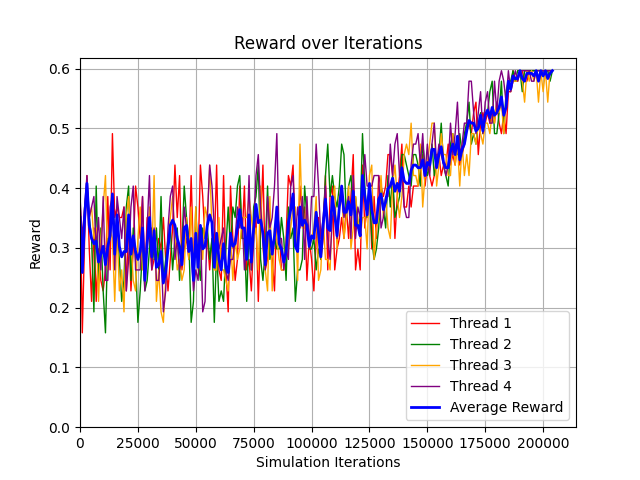 Reward over Iterations
0.6
0.5
0.4
0.3
0.2
0.1
0.0
Reward
0 25000 50000 75000 100000 125000 150000 175000 200000
Simulation Iterations
Thread 1
Thread 2
Thread 3
Thread 4
Average Reward